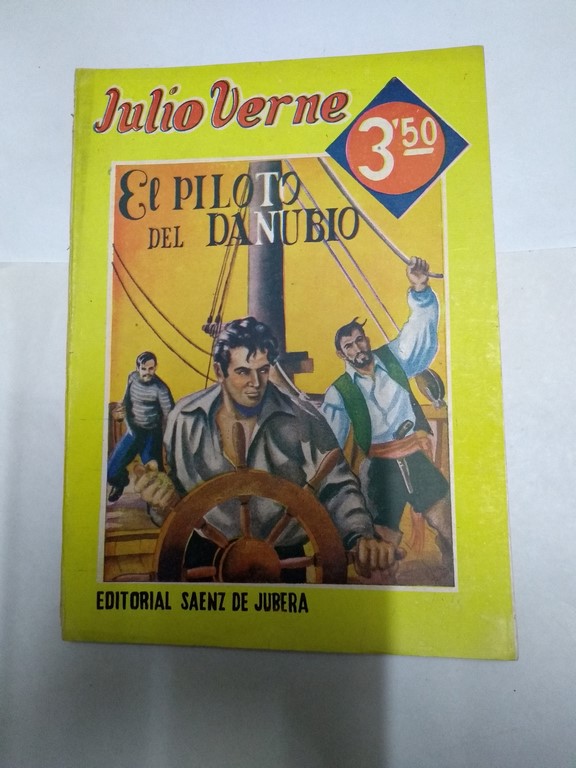 Julio Verne
3'50
El PILOTO
DEL DANUBIO
EDITORIAL SAENZ DE JUBERA